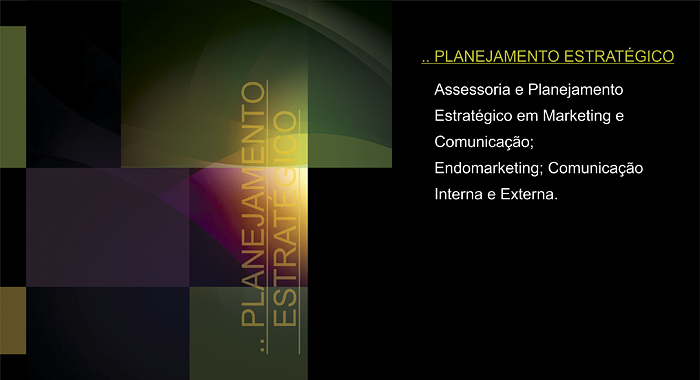 .. PLANEJAMENTO
ESTRATÉGICO
.. PLANEJAMENTO ESTRATÉGICO
Assessoria e Planejamento
Estratégico em Marketing e
Comunicação;
Endomarketing; Comunicação
Interna e Externa.